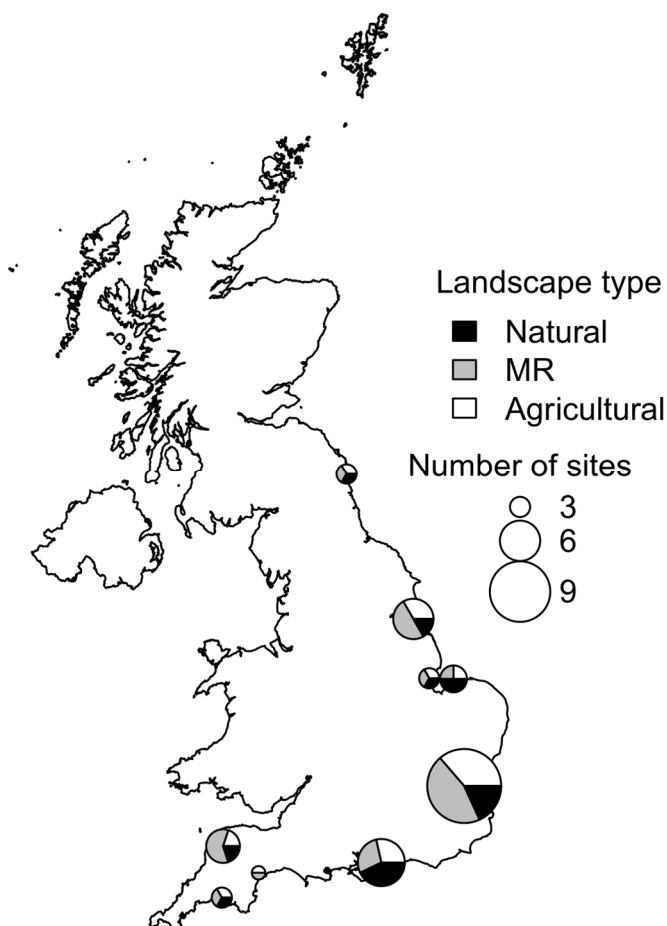 Landscape type
Natural
MR
Agricultural
Number of sites
3
6
9